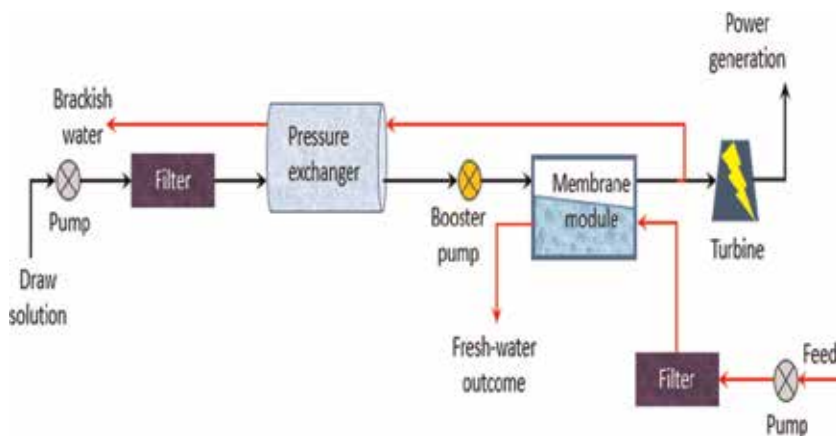 Power
generation
Brackish
water
Pressure
exchanger
Filter
Membrane
module
Pump
Booster
pump
Turbine
Draw
solution
Fresh-water
outcome
Filter
Feed
Pump